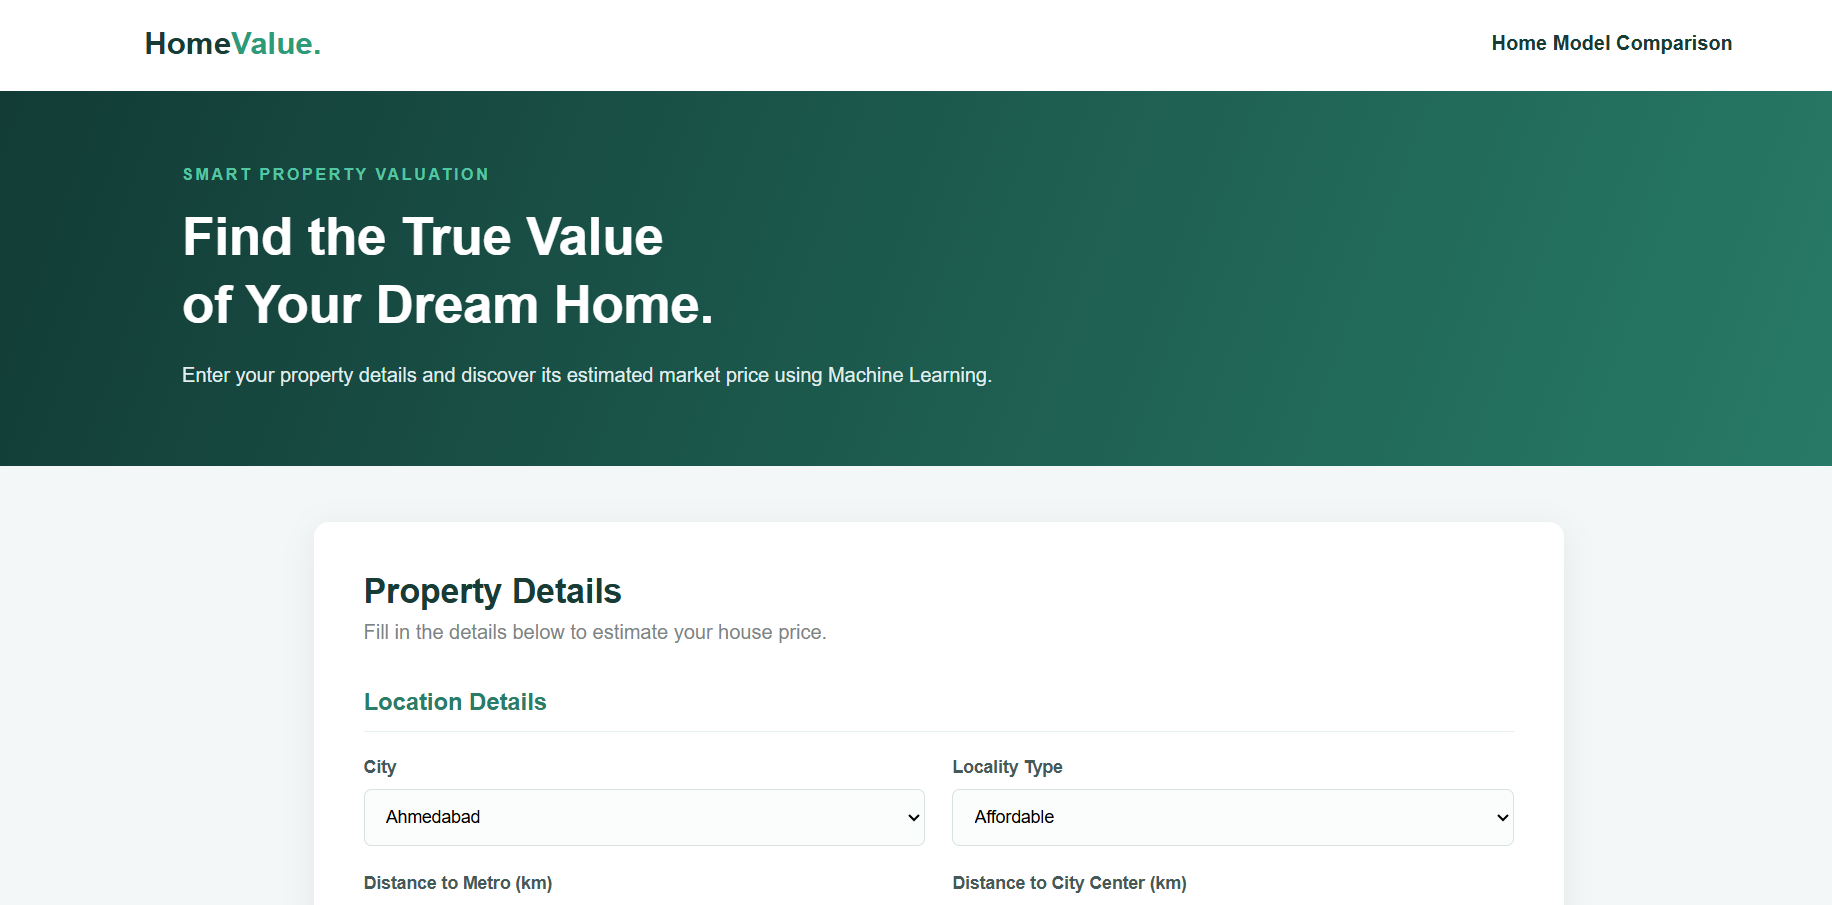 HomeValue.
Home Model Comparison
SMART PROPERTY VALUATION
Find the True Value
of Your Dream Home.
Enter your property details and discover its estimated market price using Machine Learning.
Property Details
Fill in the details below to estimate your house price.
Location Details
City
Locality Type
Ahmedabad
Affordable
Distance to Metro (km)
Distance to City Center (km)